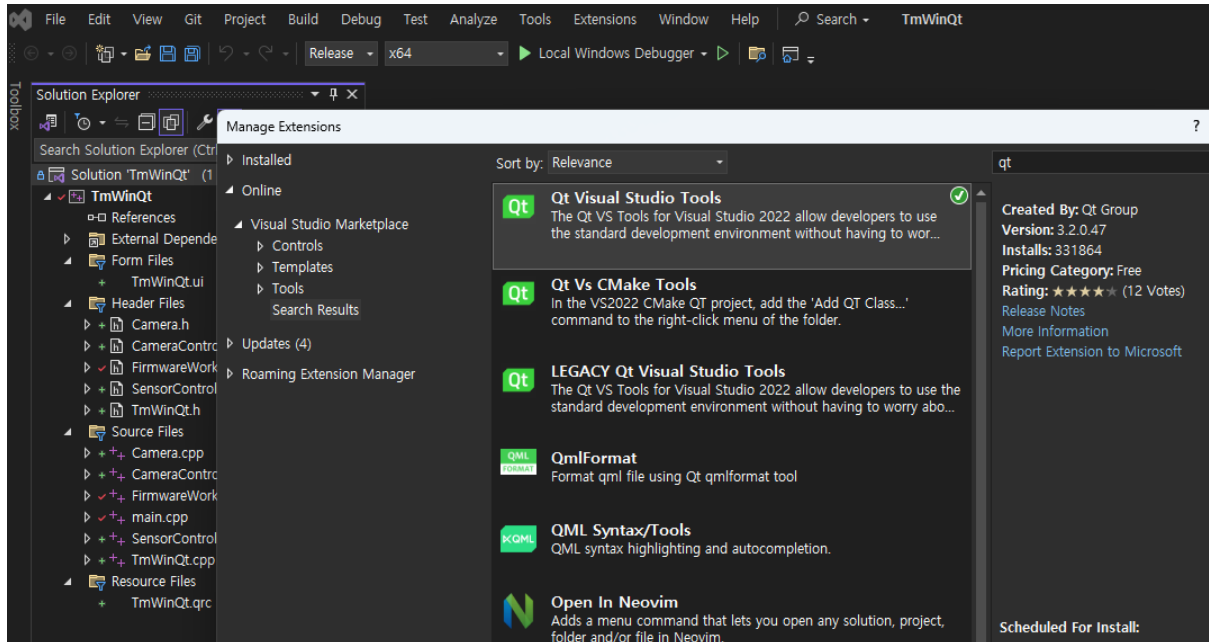 File Edit View Git Project Build Debug Test Analyze Tools Extensions Window Help Search TmWinQt
Release x64 Local Windows Debugger
Toolbox
Solution Explorer
Search Solution Explorer (Ctr
Solution 'TmWinQt' (1
TmWinQt
References
External Depende
Form Files
TmWinQt.ui
Header Files
Camera.h
CameraContro
FirmwareWork
SensorControl
TmWinQt.h
Source Files
Camera.cpp
CameraContro
FirmwareWork
main.cpp
SensorControl
TmWinQt.cpp
Resource Files
TmWinQt.qrc
Manage Extensions ?
Installed
Online
Visual Studio Marketplace
Controls
Templates
Tools
Search Results
Updates (4)
Roaming Extension Manager
Sort by: Relevance
Qt
Qt Visual Studio Tools
The Qt VS Tools for Visual Studio 2022 allow developers to use
the standard development environment without having to wor...
Qt
Qt Vs CMake Tools
In the VS2022 CMake QT project, add the 'Add QT Class...'
command to the right-click menu of the folder.
Qt
LEGACY Qt Visual Studio Tools
The Qt VS Tools for Visual Studio 2022 allow developers to use the
standard development environment without having to worry abo...
QML
FORMAT
QmlFormat
Format qml file using Qt qmlformat tool
QML
QML Syntax/Tools
QML syntax highlighting and autocompletion.
Open In Neovim
Adds a menu command that lets you open any solution, project,
folder and/or file in Neovim.
qt
Created By: Qt Group
Version: 3.2.0.47
Installs: 331864
Pricing Category: Free
Rating: (12 Votes)
Release Notes
More Information
Report Extension to Microsoft
Scheduled For Install: